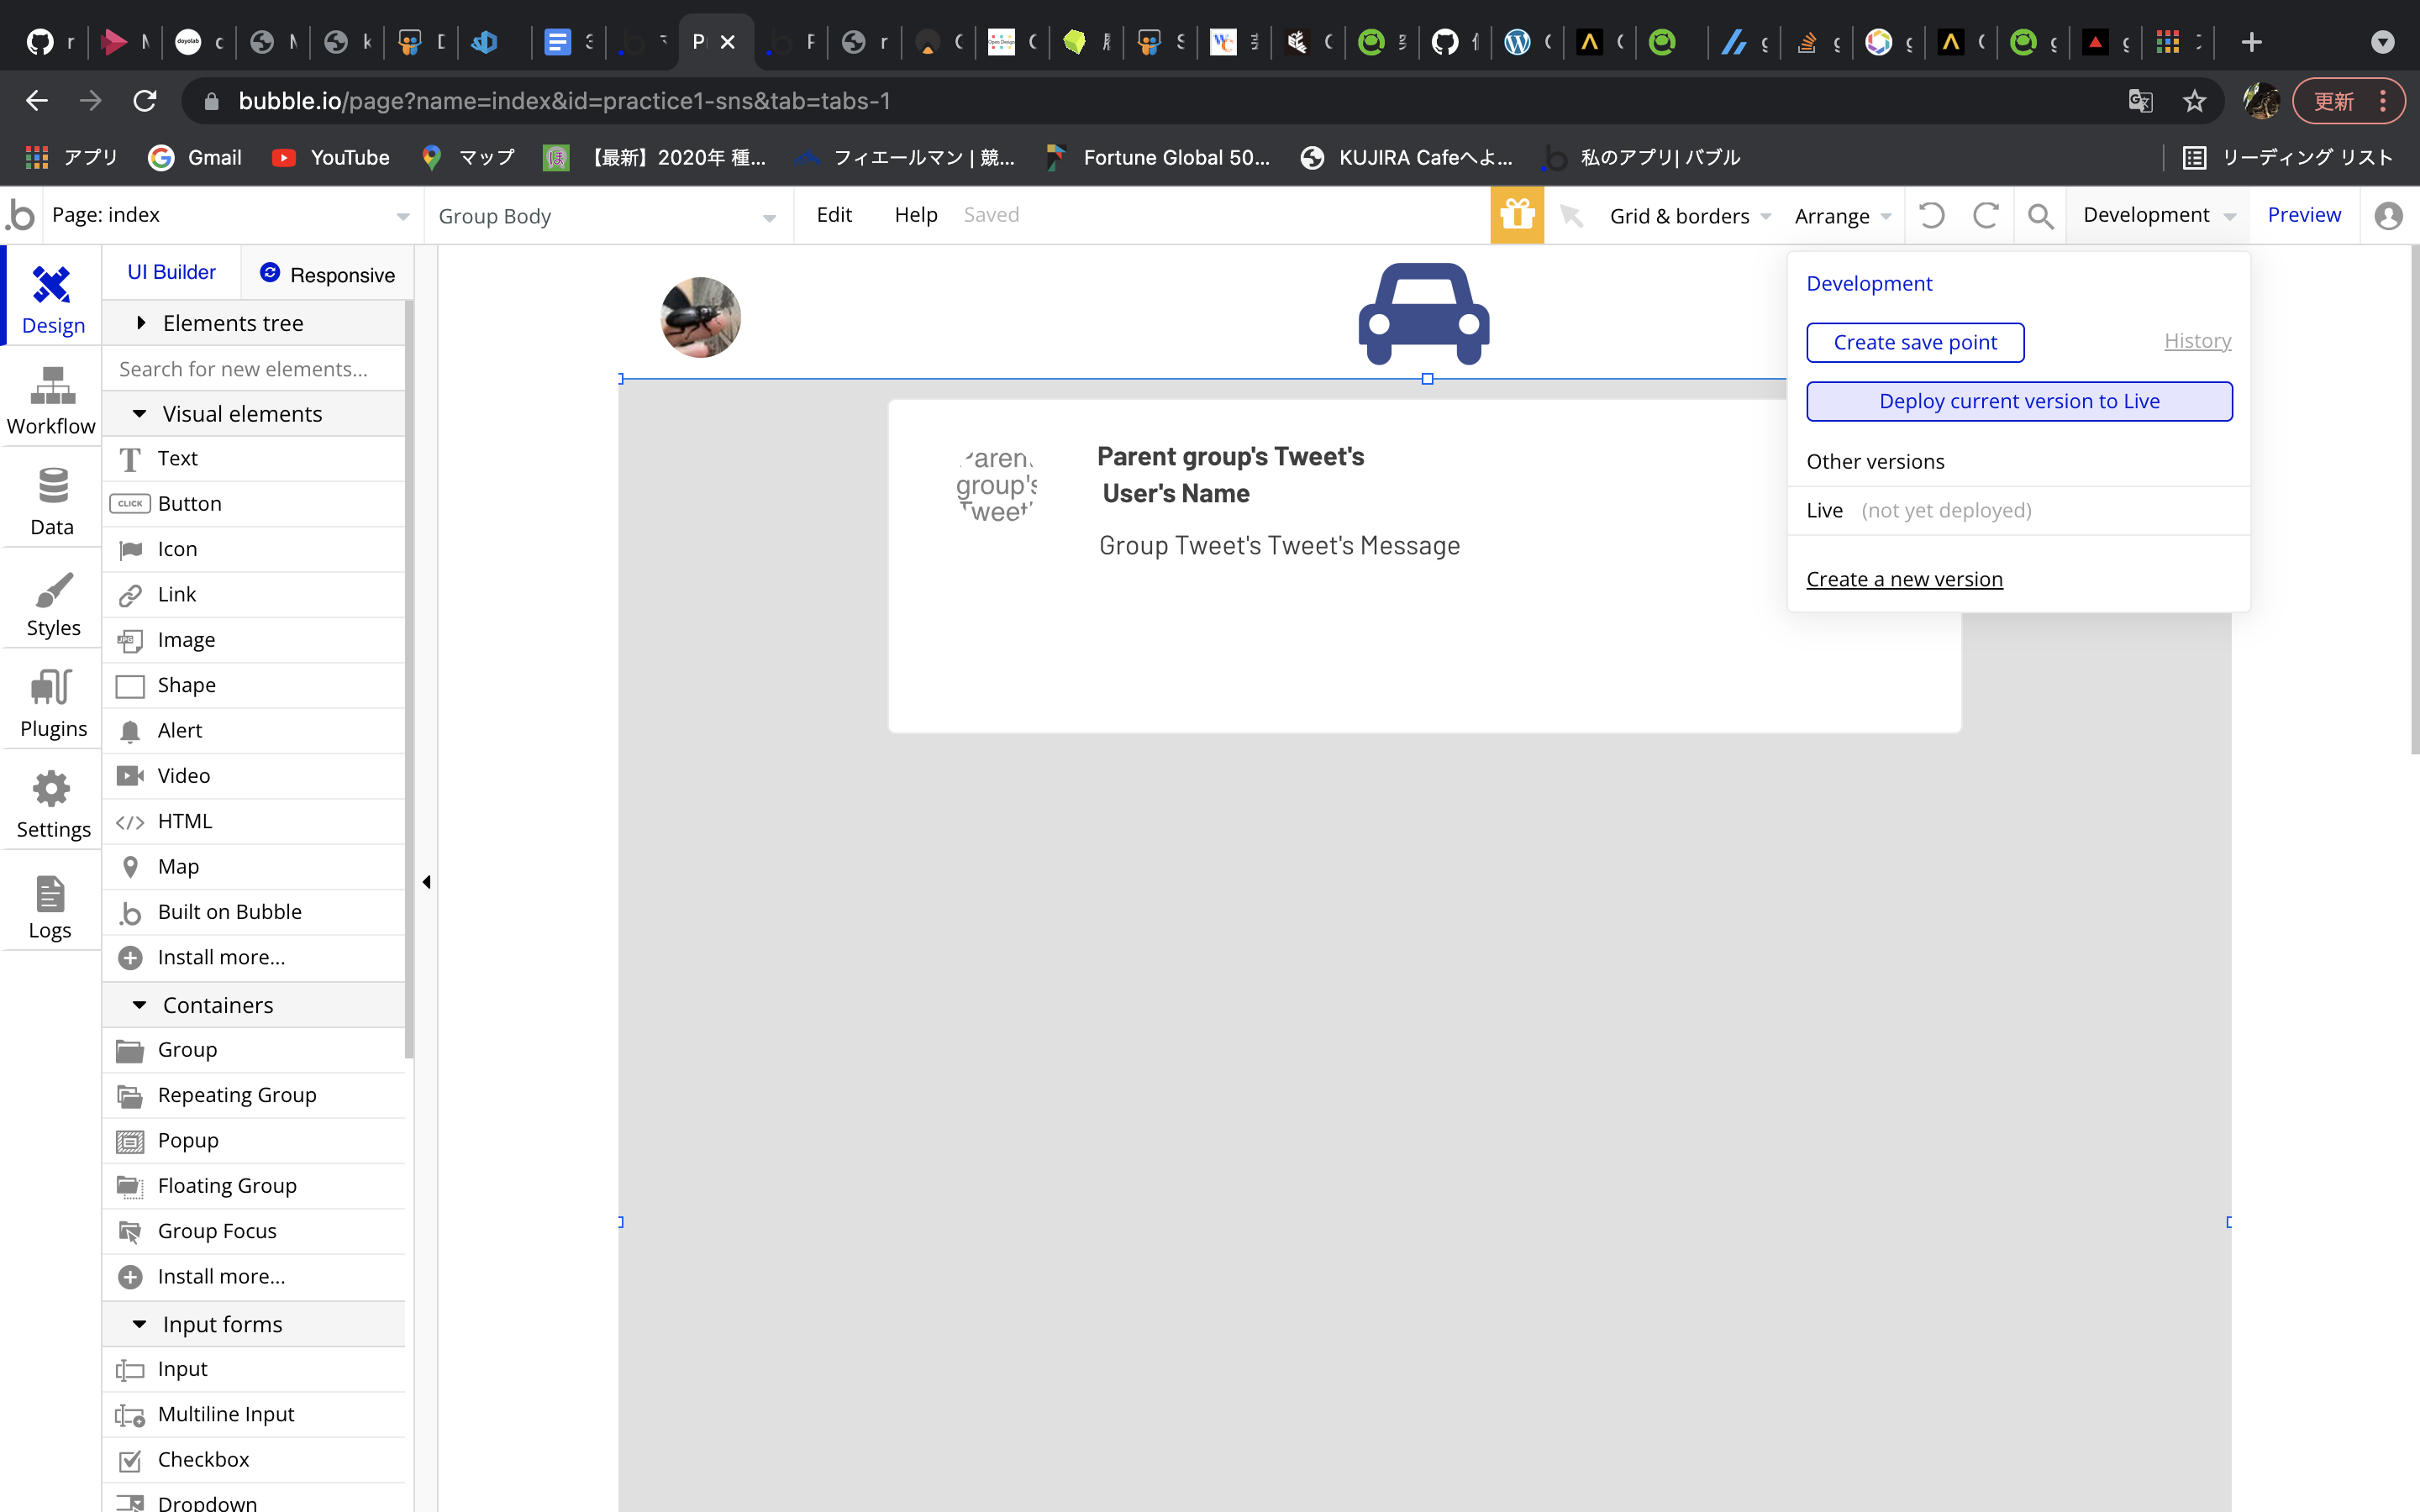 bubble.io/page?name=index&id=practice1-sns&tab=tabs-1
更新
アプリ
Gmail
YouTube
マップ
【最新】2020年 種...
フィエールマン | 競...
Fortune Global 50...
KUJIRA Cafeへよ...
私のアプリ| バブル
リーディング リスト
Page: index
Group Body
Edit
Help
Saved
Grid & borders
Arrange
Development
Preview
Design
Workflow
Data
Styles
Plugins
Settings
Logs
UI Builder
Responsive
Elements tree
Search for new elements...
Visual elements
Text
CLICK
Button
Icon
Link
Image
Shape
Alert
Video
HTML
Map
Built on Bubble
Install more...
Containers
Group
Repeating Group
Popup
Floating Group
Group Focus
Install more...
Input forms
Input
Multiline Input
Checkbox
Dropdown
Parent
group's
Tweet'
Parent group's Tweet's
User's Name
Group Tweet's Tweet's Message
Development
Create save point
History
Deploy current version to Live
Other versions
Live (not yet deployed)
Create a new version